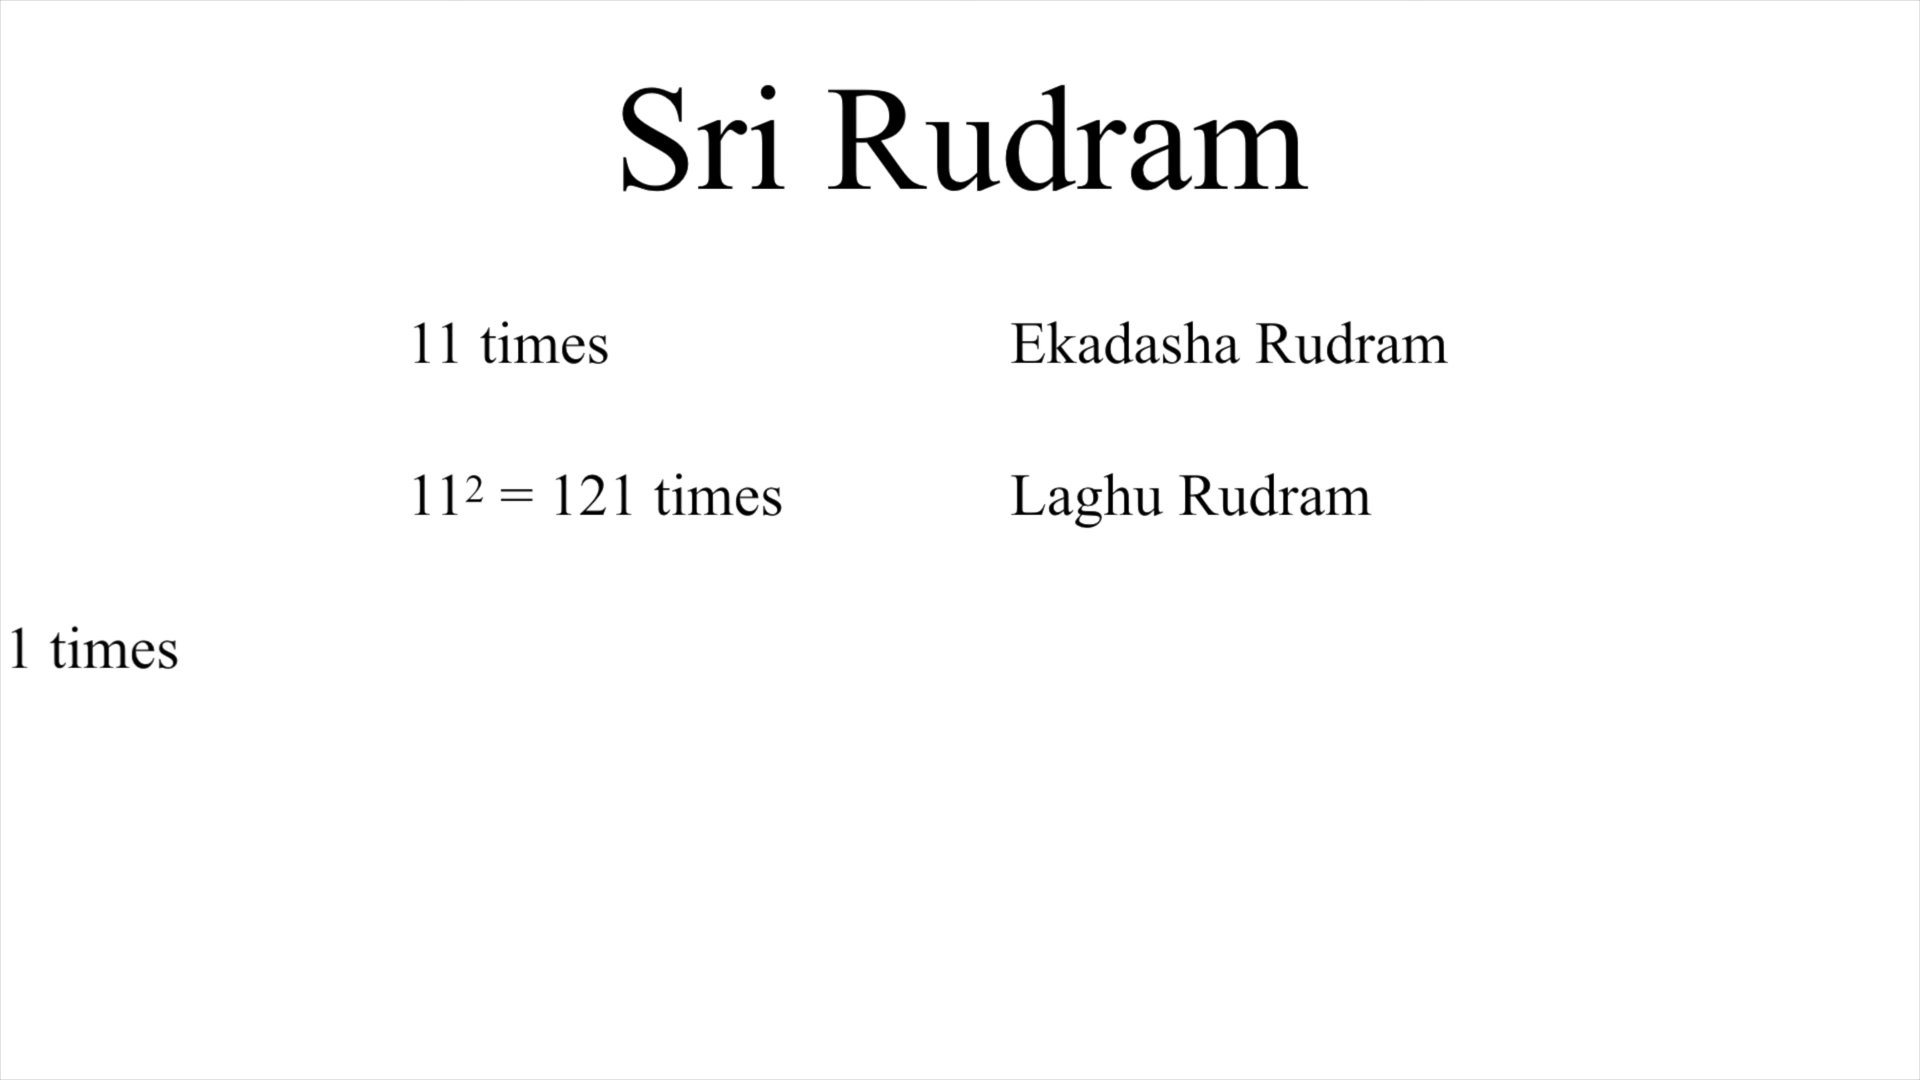 Sri Rudram
11 times Ekadasha Rudram
11² = 121 times Laghu Rudram
1 times